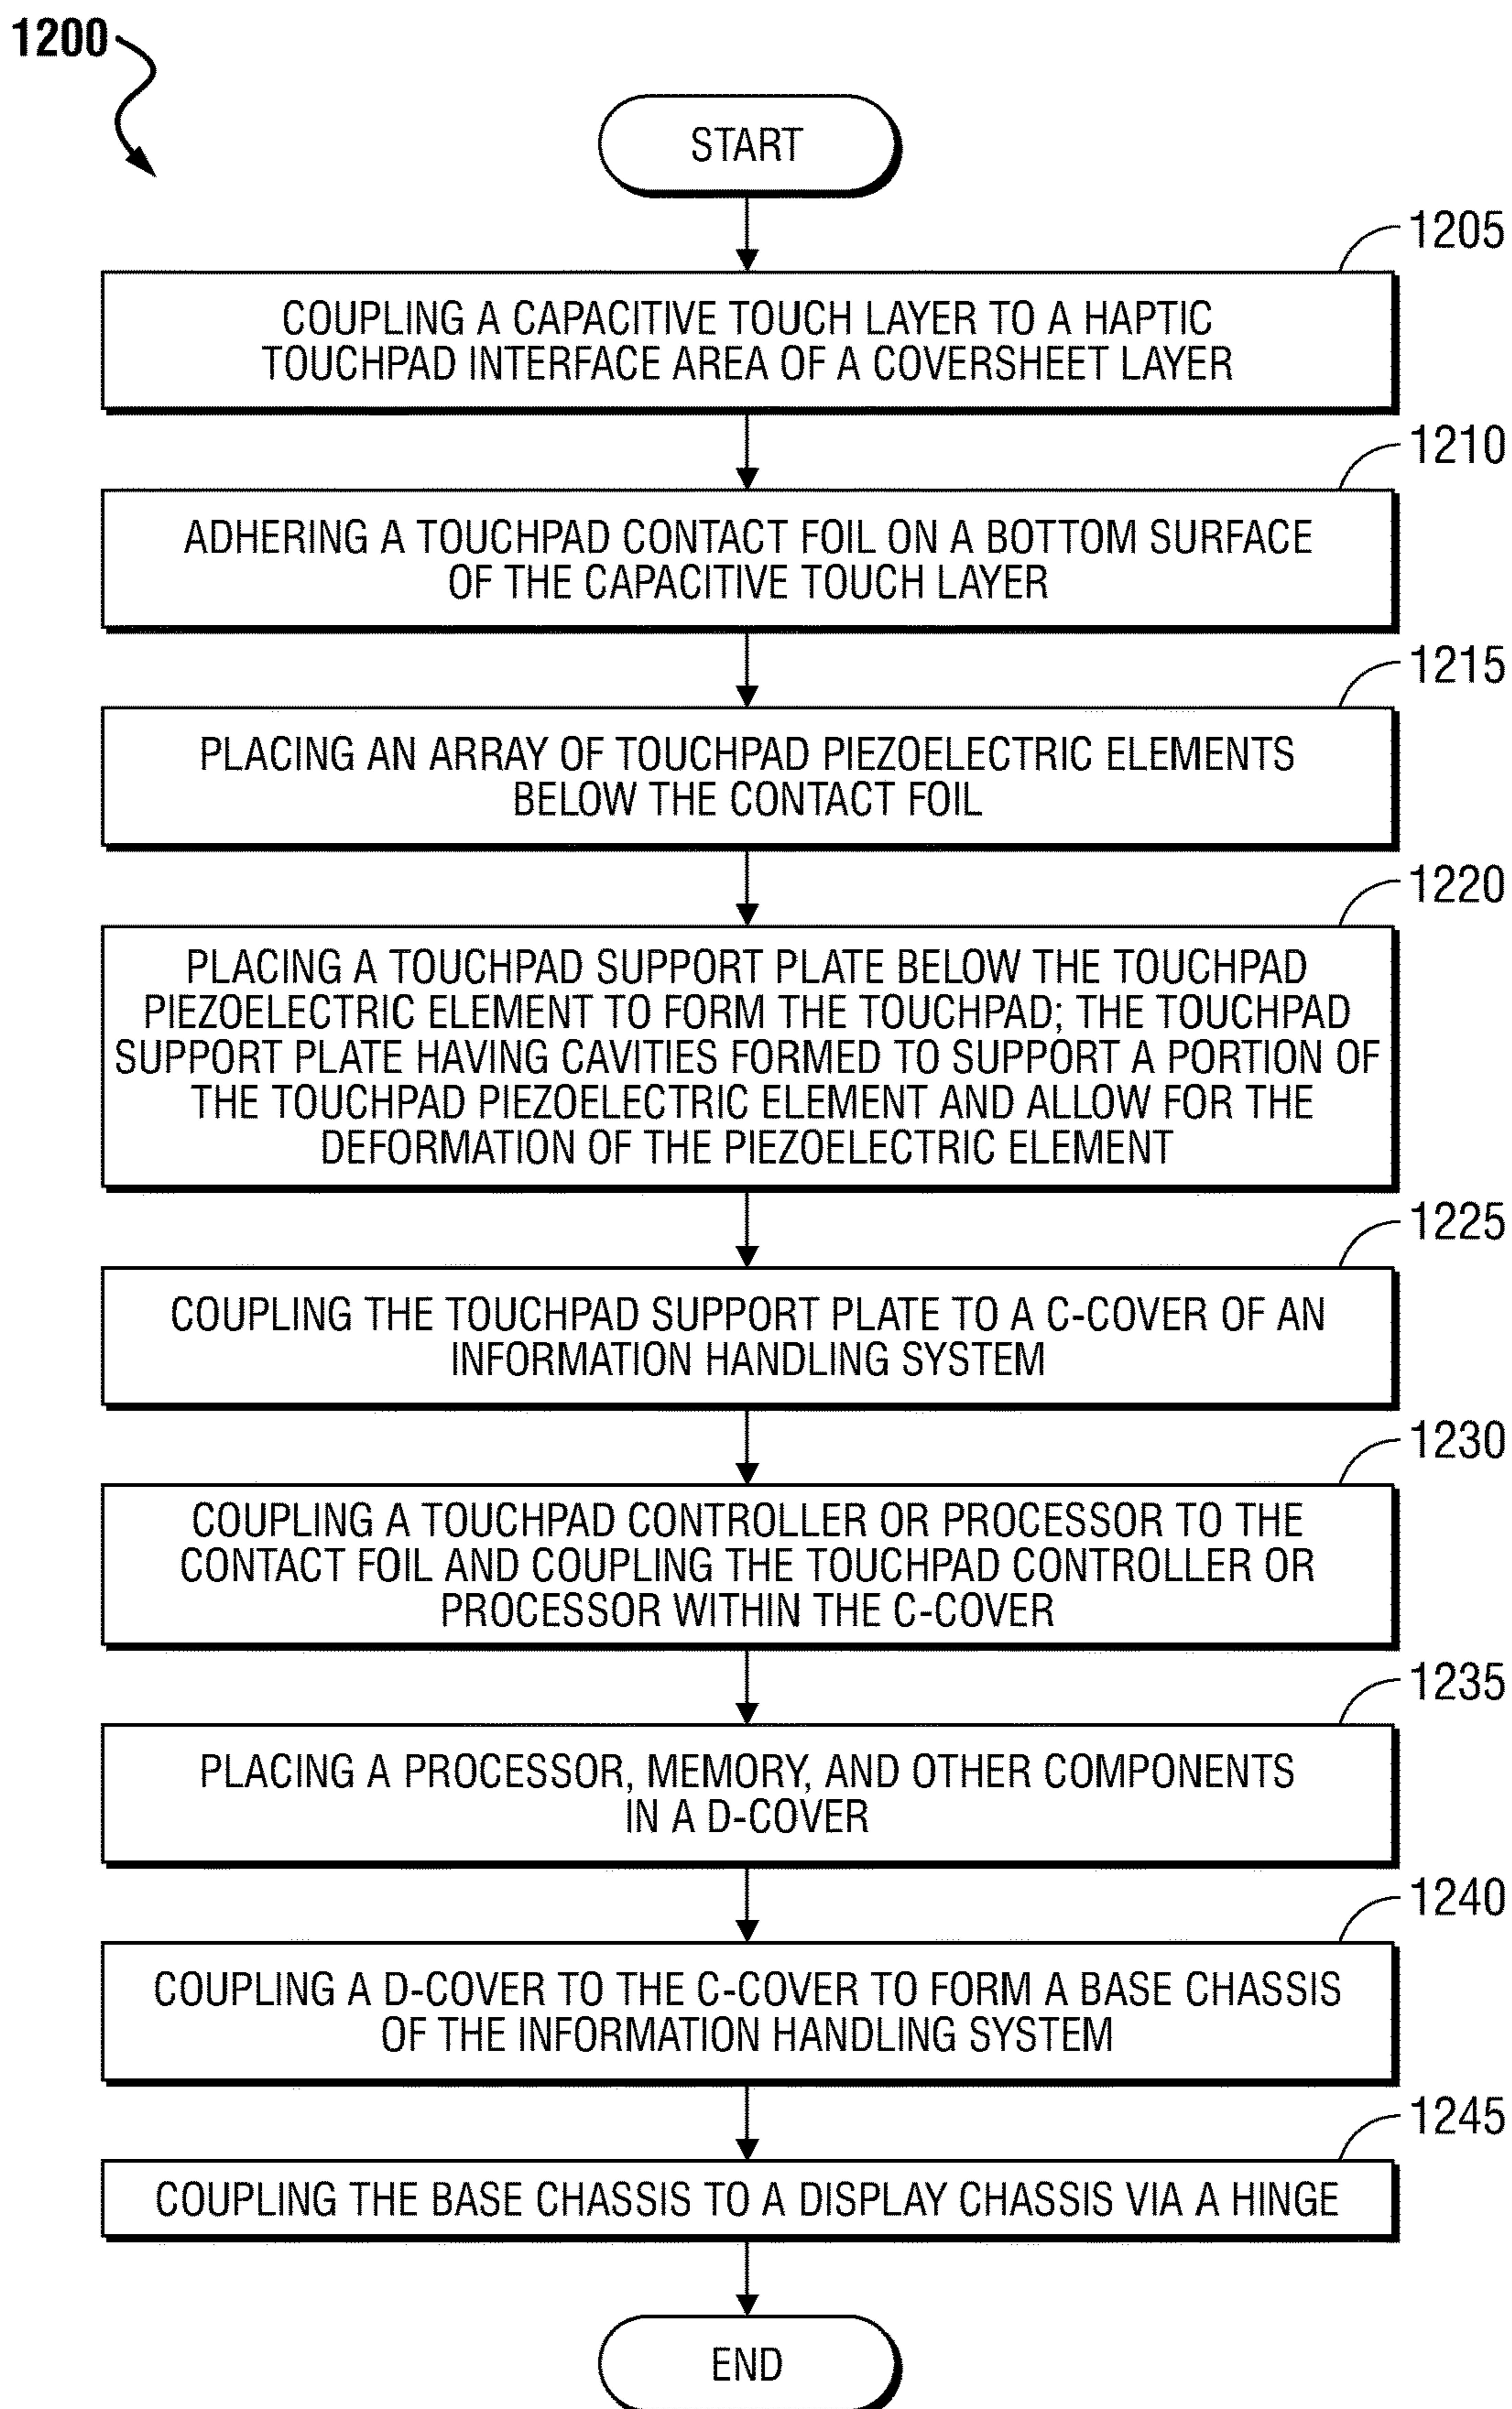 1200
START
1205
COUPLING A CAPACITIVE TOUCH LAYER TO A HAPTIC
TOUCHPAD INTERFACE AREA OF A COVERSHEET LAYER
1210
ADHERING A TOUCHPAD CONTACT FOIL ON A BOTTOM SURFACE
OF THE CAPACITIVE TOUCH LAYER
1215
PLACING AN ARRAY OF TOUCHPAD PIEZOELECTRIC ELEMENTS
BELOW THE CONTACT FOIL
1220
PLACING A TOUCHPAD SUPPORT PLATE BELOW THE TOUCHPAD
PIEZOELECTRIC ELEMENT TO FORM THE TOUCHPAD; THE TOUCHPAD
SUPPORT PLATE HAVING CAVITIES FORMED TO SUPPORT A PORTION OF
THE TOUCHPAD PIEZOELECTRIC ELEMENT AND ALLOW FOR THE
DEFORMATION OF THE PIEZOELECTRIC ELEMENT
1225
COUPLING THE TOUCHPAD SUPPORT PLATE TO A C-COVER OF AN
INFORMATION HANDLING SYSTEM
1230
COUPLING A TOUCHPAD CONTROLLER OR PROCESSOR TO THE
CONTACT FOIL AND COUPLING THE TOUCHPAD CONTROLLER OR
PROCESSOR WITHIN THE C-COVER
1235
PLACING A PROCESSOR, MEMORY, AND OTHER COMPONENTS
IN A D-COVER
1240
COUPLING A D-COVER TO THE C-COVER TO FORM A BASE CHASSIS
OF THE INFORMATION HANDLING SYSTEM
1245
COUPLING THE BASE CHASSIS TO A DISPLAY CHASSIS VIA A HINGE
END